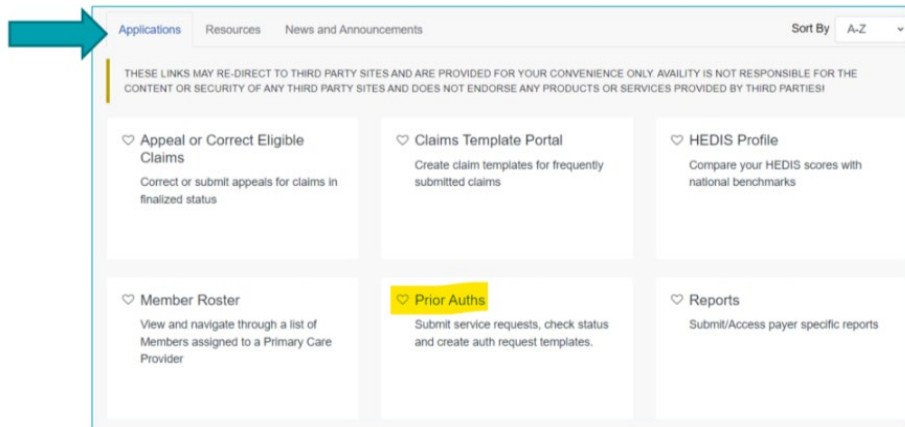 Applications Resources News and Announcements Sort By A-Z
THESE LINKS MAY RE-DIRECT TO THIRD PARTY SITES AND ARE PROVIDED FOR YOUR CONVENIENCE ONLY. AVAILITY IS NOT RESPONSIBLE FOR THE
CONTENT OR SECURITY OF ANY THIRD PARTY SITES AND DOES NOT ENDORSE ANY PRODUCTS OR SERVICES PROVIDED BY THIRD PARTIES!
Appeal or Correct Eligible
Claims
Correct or submit appeals for claims in
finalized status
Claims Template Portal
Create claim templates for frequently
submitted claims
HEDIS Profile
Compare your HEDIS scores with
national benchmarks
Member Roster
View and navigate through a list of
Members assigned to a Primary Care
Provider
Prior Auths
Submit service requests, check status
and create auth request templates.
Reports
Submit/Access payer specific reports